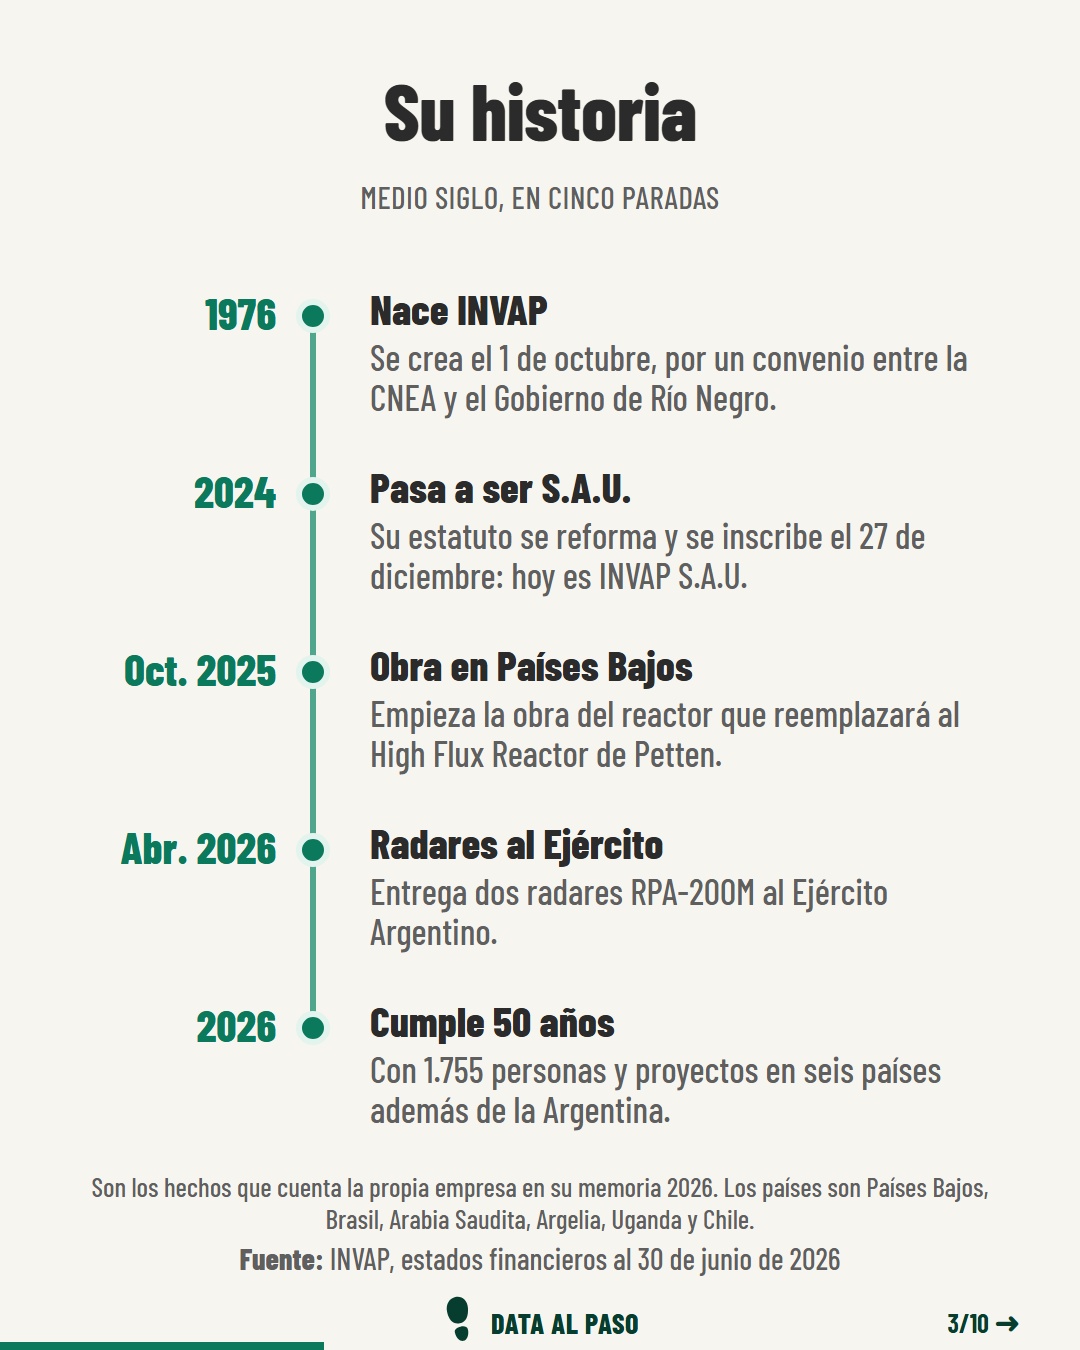 Su historia
MEDIO SIGLO, EN CINCO PARADAS
1976
Nace INVAP
Se crea el 1 de octubre, por un convenio entre la
CNEA y el Gobierno de Río Negro.
2024
Pasa a ser S.A.U.
Su estatuto se reforma y se inscribe el 27 de
diciembre: hoy es INVAP S.A.U.
Oct. 2025
Obra en Países Bajos
Empieza la obra del reactor que reemplazará al
High Flux Reactor de Petten.
Abr. 2026
Radares al Ejército
Entrega dos radares RPA-200M al Ejército
Argentino.
2026
Cumple 50 años
Con 1.755 personas y proyectos en seis países
además de la Argentina.
Son los hechos que cuenta la propia empresa en su memoria 2026. Los países son Países Bajos,
Brasil, Arabia Saudita, Argelia, Uganda y Chile.
Fuente: INVAP, estados financieros al 30 de junio de 2026
DATA AL PASO
3/10 →